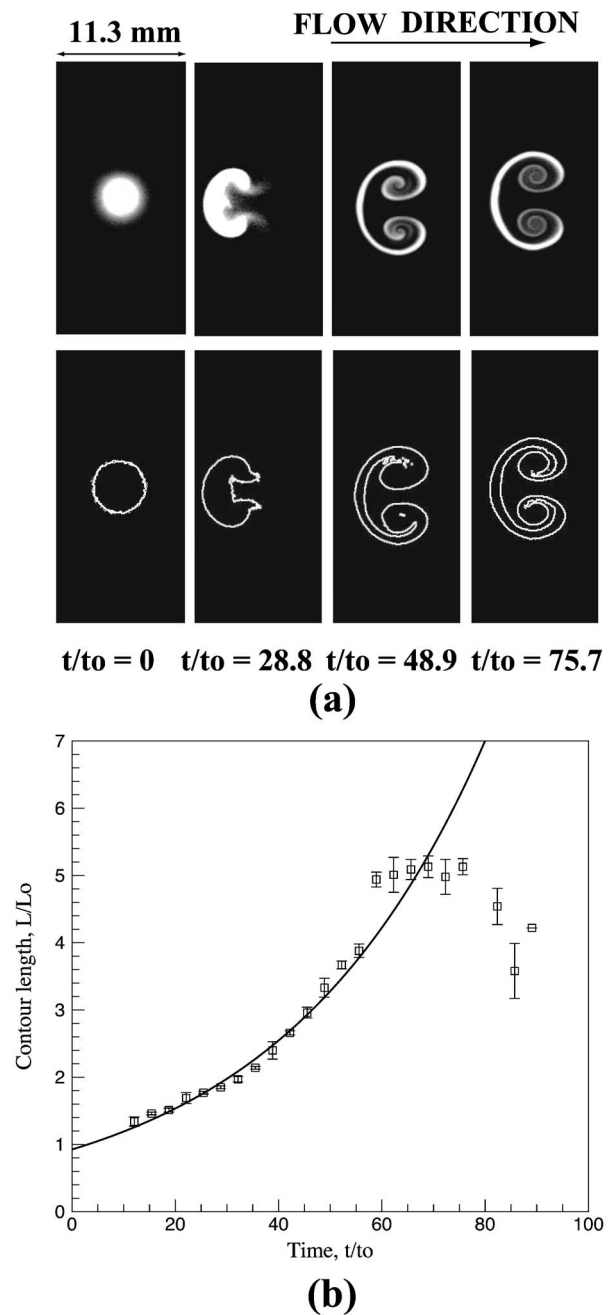 11.3 mm
FLOW DIRECTION
t/to = 0 t/to = 28.8 t/to = 48.9 t/to = 75.7
(a)
7
6
5
4
3
2
1
0
Contour length, L/Lo
0 20 40 60 80 100
Time, t/to
(b)